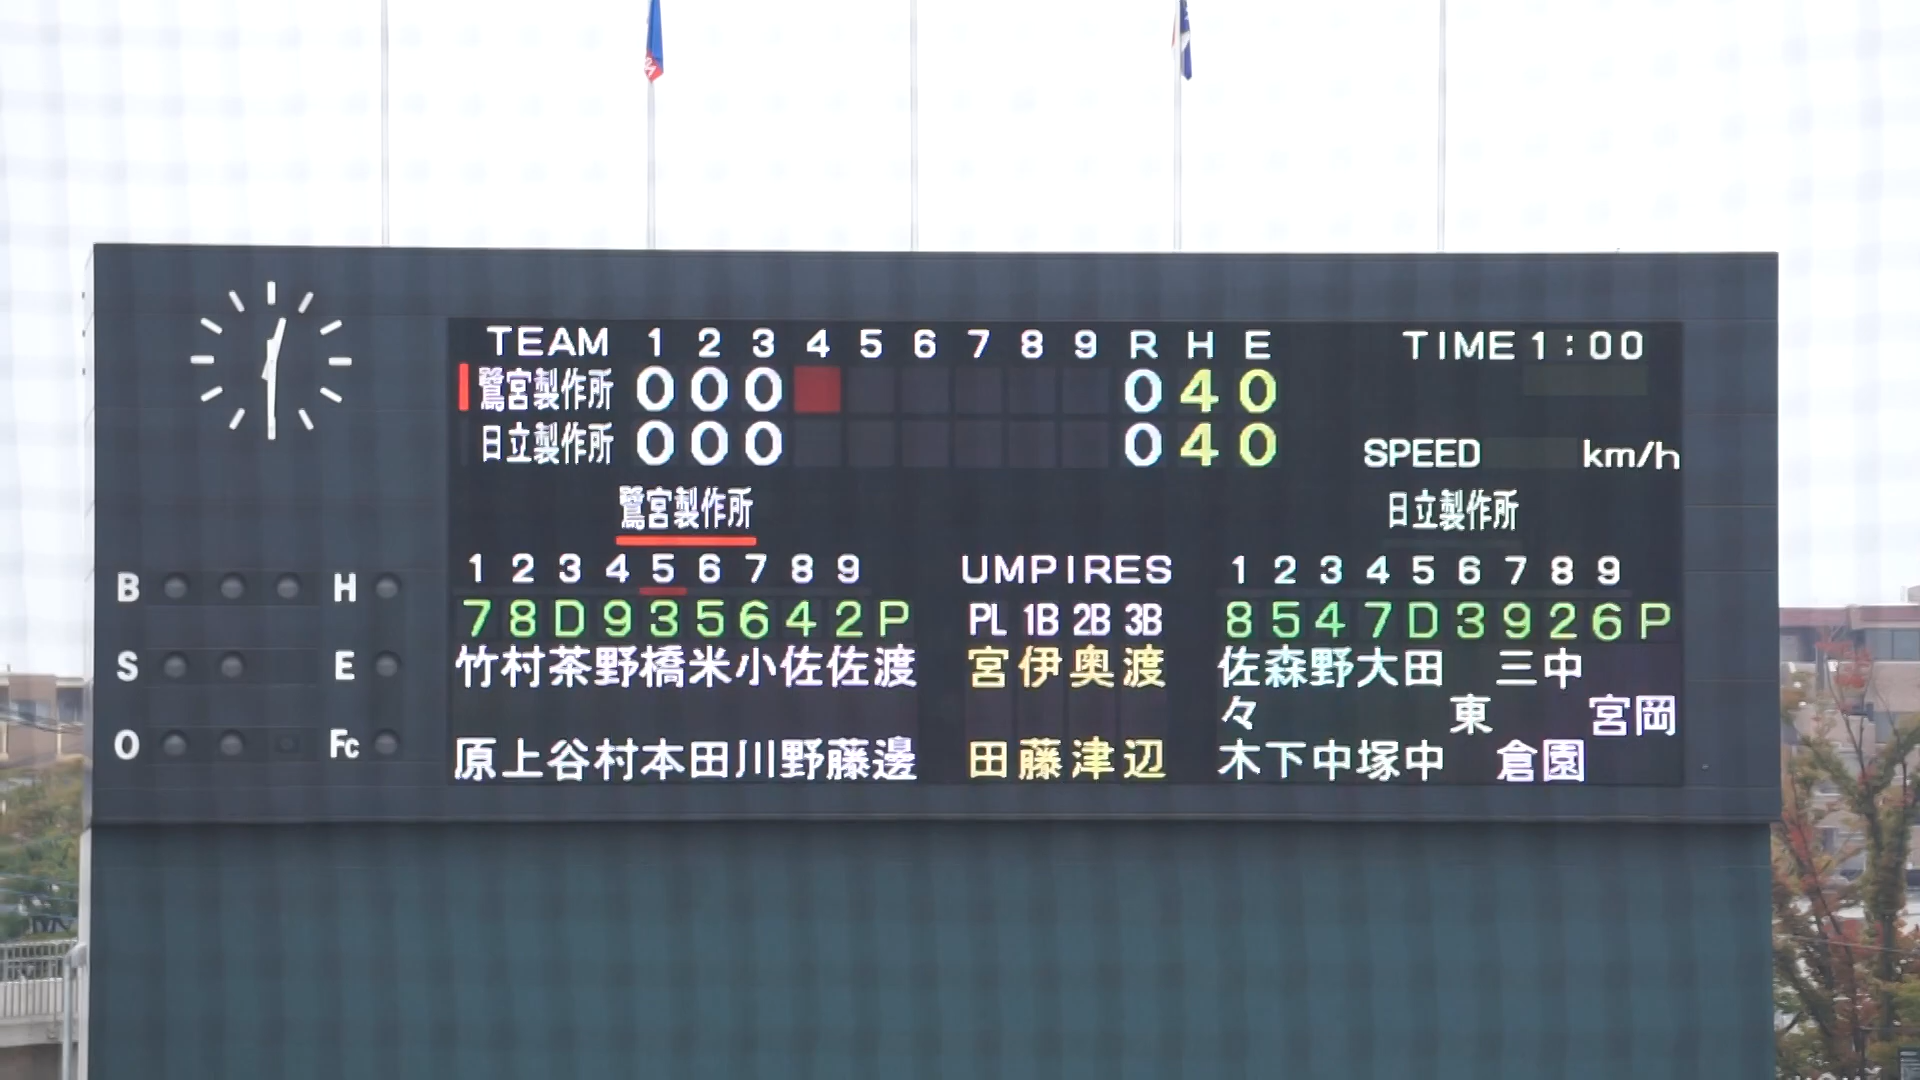 TEAM 1 2 3 4 5 6 7 8 9 R H E TIME 1:00
鷺宮製作所 0 0 0 0 4 0
日立製作所 0 0 0 0 4 0
SPEED km/h
鷺宮製作所 日立製作所
1 2 3 4 5 6 7 8 9 UMPIRES 1 2 3 4 5 6 7 8 9
B H 7 8 D 9 3 5 6 4 2 P PL 1B 2B 3B 8 5 4 7 D 3 9 2 6 P
S E 竹村茶野橋米小佐佐渡 宮伊奥渡 佐森野大田 三中
々 東 宮岡
O Fc 原上谷村本田川野藤邊 田藤津辺 木下中塚中 倉園